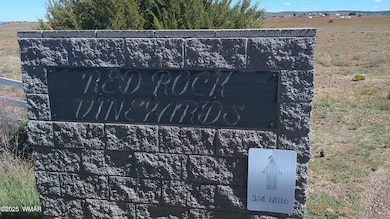 RED ROCK
VINEYARDS
3/4 Mile
©2025 WMAR